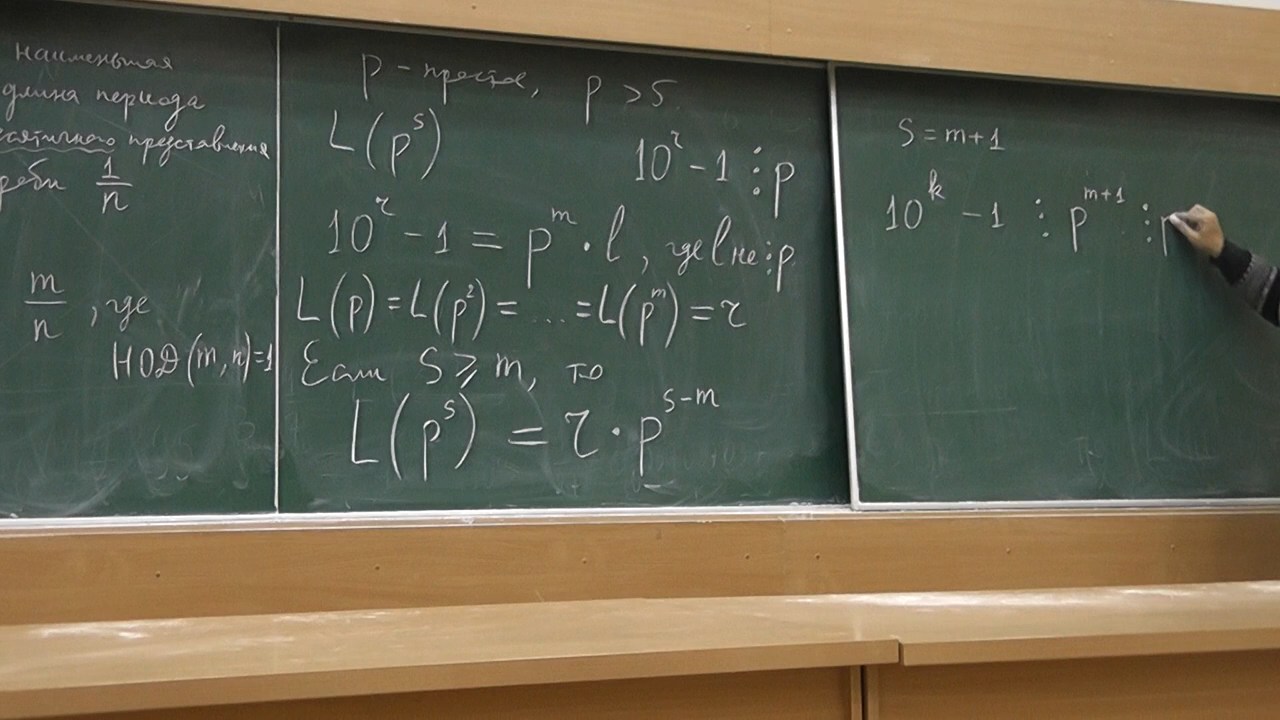 наименьшая
длина периода
десятичного представления
дроби 1/n
m/n , где
НОД(m, n)=1
p – простое, p > 5
L(p^s)
10^r - 1 ⋮ p
10^r - 1 = p^m · l , где l не ⋮ p
L(p) = L(p^2) = ... = L(p^m) = r
Если S ⩾ m, то
L(p^s) = r · p^{s-m}
S = m+1
10^k - 1 ⋮ p^{m+1} ⋮ p